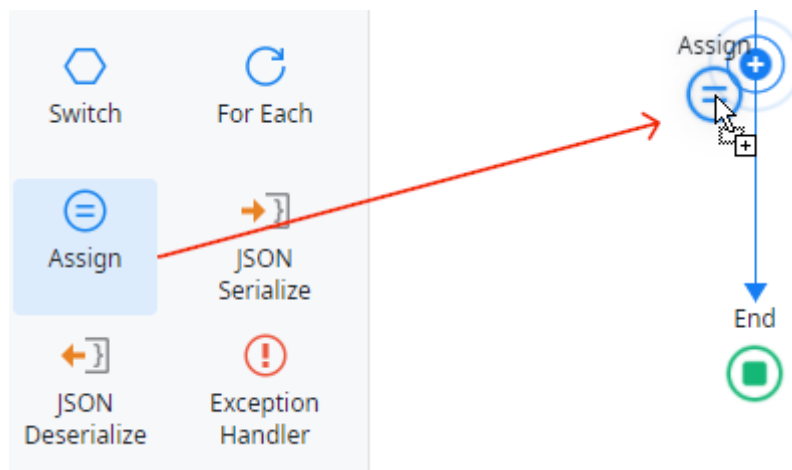 Switch
For Each
Assign
JSON
Serialize
JSON
Deserialize
Exception
Handler
Assign
End